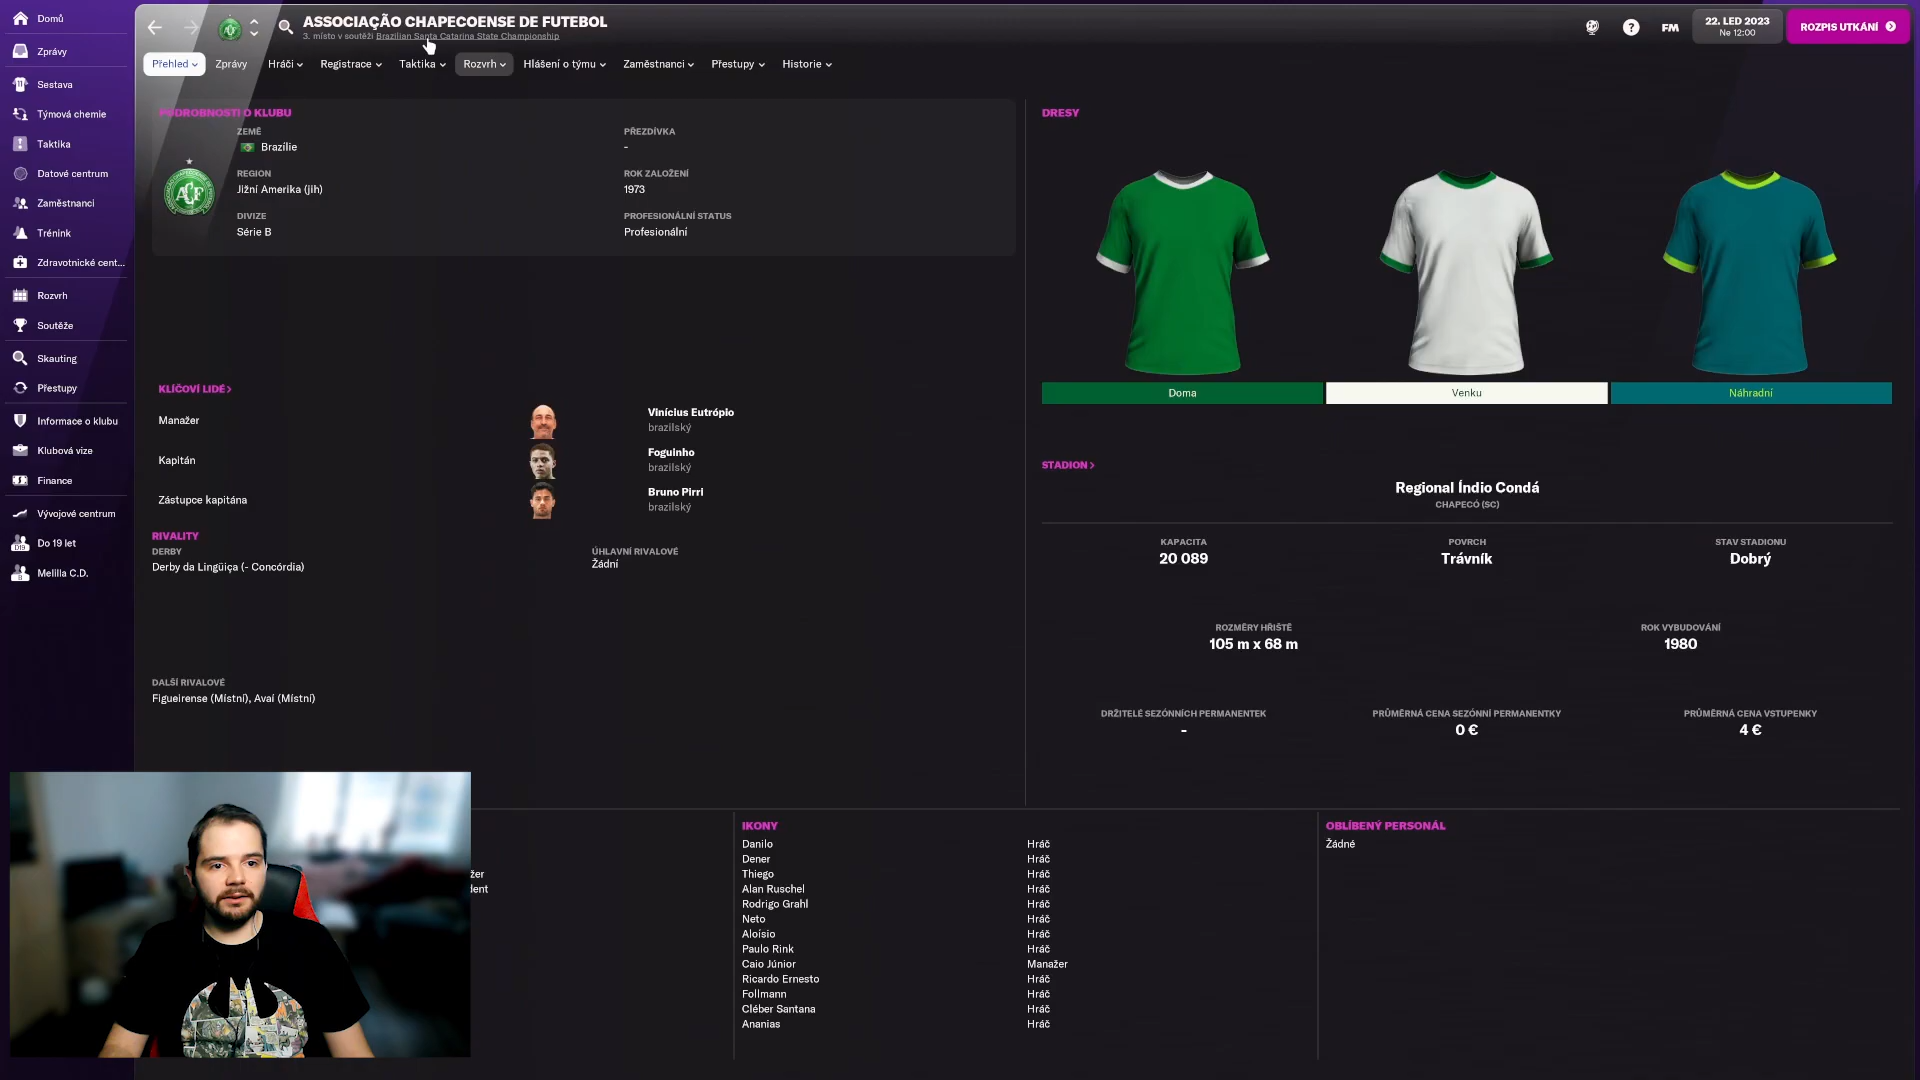 Domů
Zprávy
Sestava
Týmová chemie
Taktika
Datové centrum
Zaměstnanci
Trénink
Zdravotnické cent...
Rozvrh
Soutěže
Skauting
Přestupy
Informace o klubu
Klubová vize
Finance
Vývojové centrum
Do 19 let
Melilla C.D.
ASSOCIAÇÃO CHAPECOENSE DE FUTEBOL
3. místo v soutěži Brazilian Santa Catarina State Championship
FM
22. LED 2023
Ne 12:00
ROZPIS UTKÁNÍ
Přehled
Zprávy
Hráči
Registrace
Taktika
Rozvrh
Hlášení o týmu
Zaměstnanci
Přestupy
Historie
PODROBNOSTI O KLUBU
ZEMĚ
Brazílie
PŘEZDÍVKA
-
REGION
Jižní Amerika (jih)
ROK ZALOŽENÍ
1973
DIVIZE
Série B
PROFESIONÁLNÍ STATUS
Profesionální
KLÍČOVÍ LIDÉ >
Manažer
Vinícius Eutrópio
brazilský
Kapitán
Foguinho
brazilský
Zástupce kapitána
Bruno Pirri
brazilský
RIVALITY
DERBY
Derby da Lingüiça (- Concórdia)
ÚHLAVNÍ RIVALOVÉ
Žádní
DALŠÍ RIVALOVÉ
Figueirense (Místní), Avaí (Místní)
DRESY
Doma
Venku
Náhradní
STADION >
Regional Índio Condá
CHAPECÓ (SC)
KAPACITA
20 089
POVRCH
Trávník
STAV STADIONU
Dobrý
ROZMĚRY HŘIŠTĚ
105 m x 68 m
ROK VYBUDOVÁNÍ
1980
DRŽITELÉ SEZÓNNÍCH PERMANENTEK
-
PRŮMĚRNÁ CENA SEZÓNNÍ PERMANENTKY
0 €
PRŮMĚRNÁ CENA VSTUPENKY
4 €
IKONY
Danilo Hráč
Dener Hráč
Thiego Hráč
Alan Ruschel Hráč
Rodrigo Grahl Hráč
Neto Hráč
Aloísio Hráč
Paulo Rink Hráč
Caio Júnior Manažer
Ricardo Ernesto Hráč
Follmann Hráč
Cléber Santana Hráč
Ananias Hráč
OBLÍBENÝ PERSONÁL
Žádné